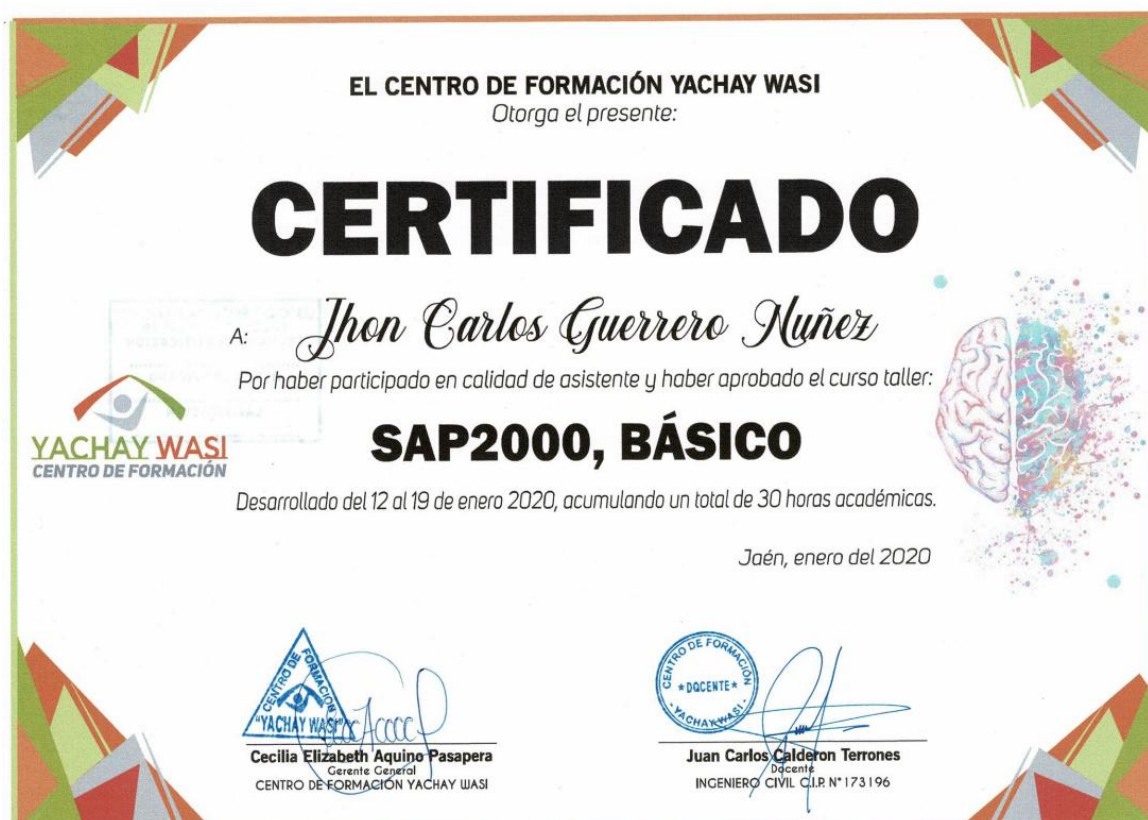 EL CENTRO DE FORMACIÓN YACHAY WASI
Otorga el presente:
CERTIFICADO
A: Jhon Carlos Guerrero Nuñez
Por haber participado en calidad de asistente y haber aprobado el curso taller:
YACHAY WASI
CENTRO DE FORMACIÓN
SAP2000, BÁSICO
Desarrollado del 12 al 19 de enero 2020, acumulando un total de 30 horas académicas.
Jaén, enero del 2020
CENTRO DE FORMACIÓN
"YACHAY WASI"
Cecilia Elizabeth Aquino Pasapera
Gerente General
CENTRO DE FORMACIÓN YACHAY WASI
CENTRO DE FORMACIÓN
★DOCENTE★
YACHAY WASI
Juan Carlos Calderon Terrones
Docente
INGENIERO CIVIL C.I.P. N° 173196